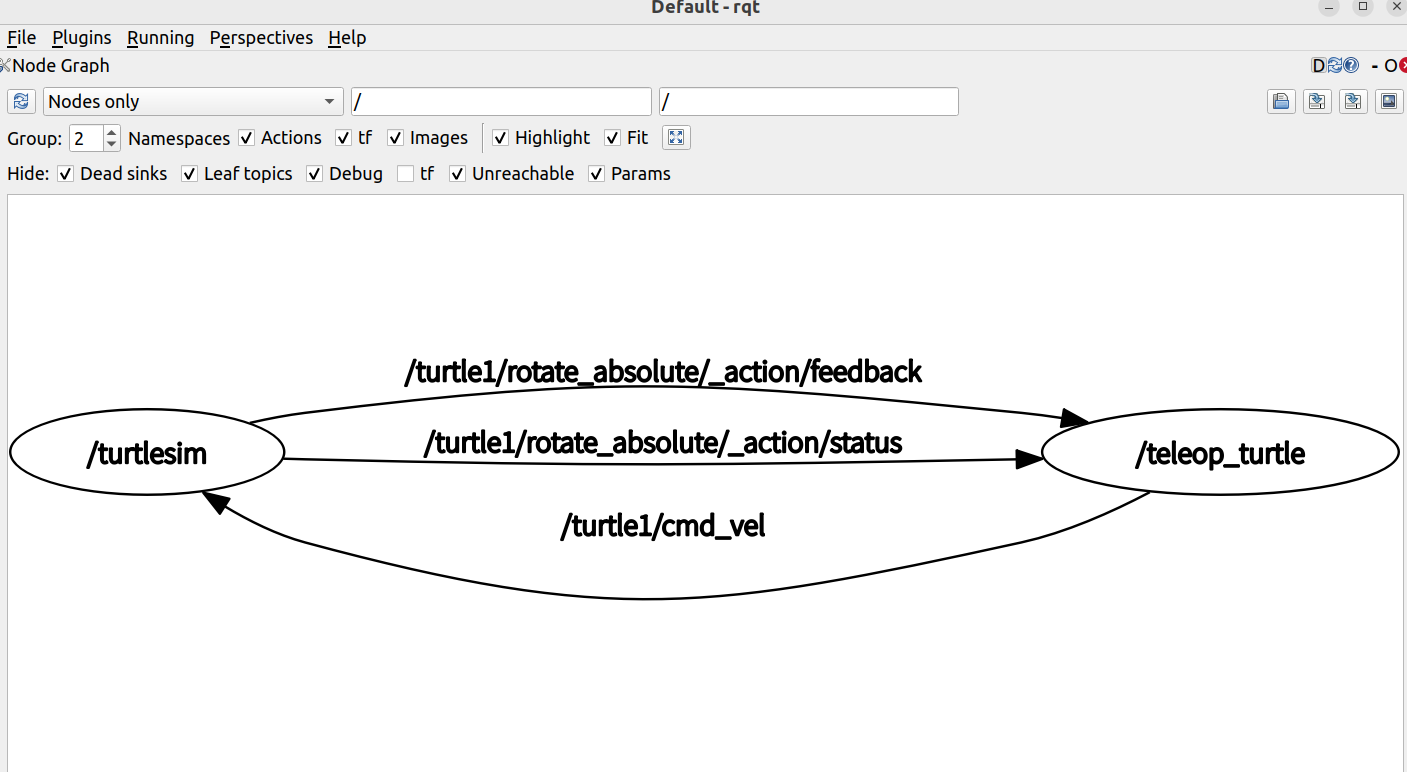 Default - rqt
File Plugins Running Perspectives Help
Node Graph D ? - O
Nodes only / /
Group: 2 Namespaces Actions tf Images Highlight Fit
Hide: Dead sinks Leaf topics Debug tf Unreachable Params
/turtle1/rotate_absolute/_action/feedback
/turtlesim /turtle1/rotate_absolute/_action/status /teleop_turtle
/turtle1/cmd_vel